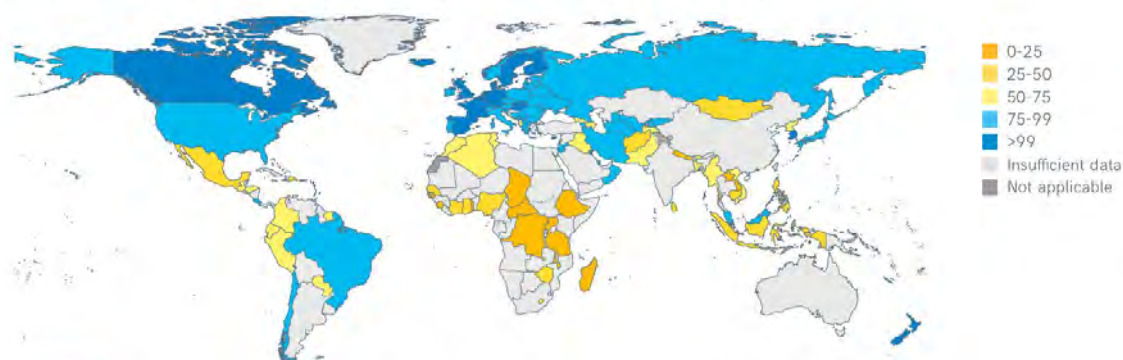 0-25
25-50
50-75
75-99
>99
Insufficient data
Not applicable